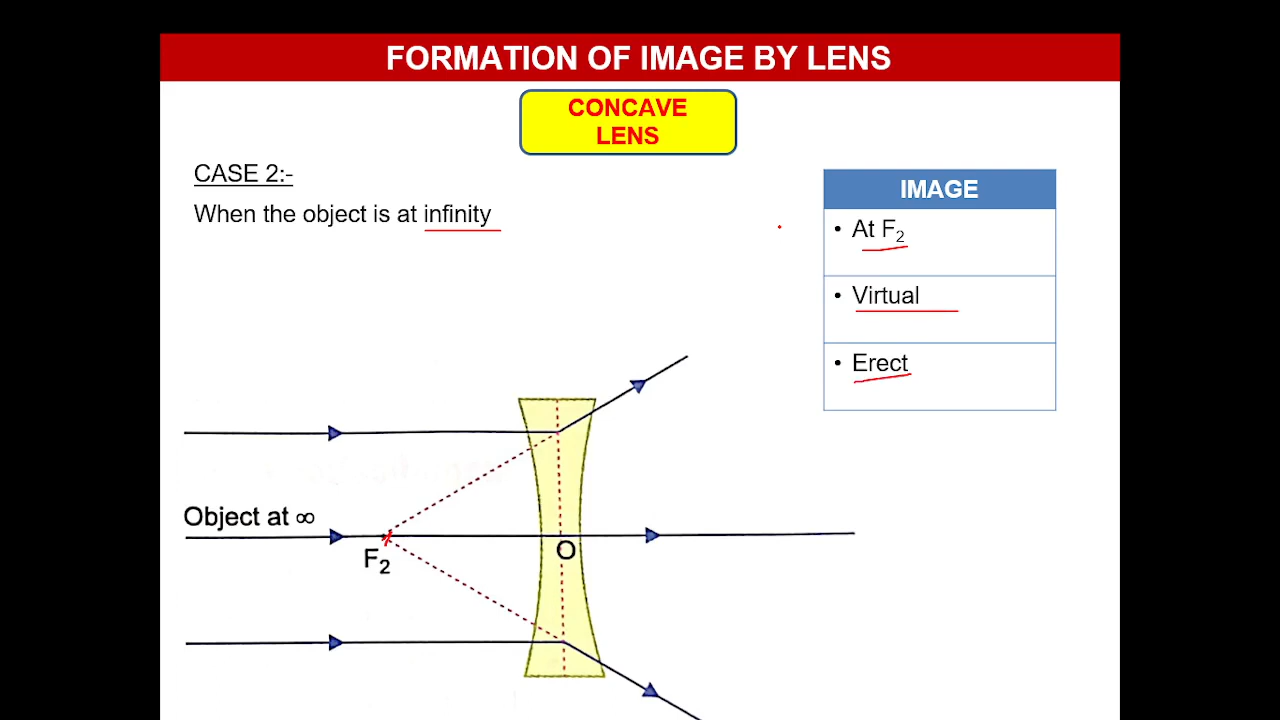 FORMATION OF IMAGE BY LENS
CONCAVE
LENS
CASE 2:-
When the object is at infinity
IMAGE
• At F₂
• Virtual
• Erect
Object at ∞
F₂
O